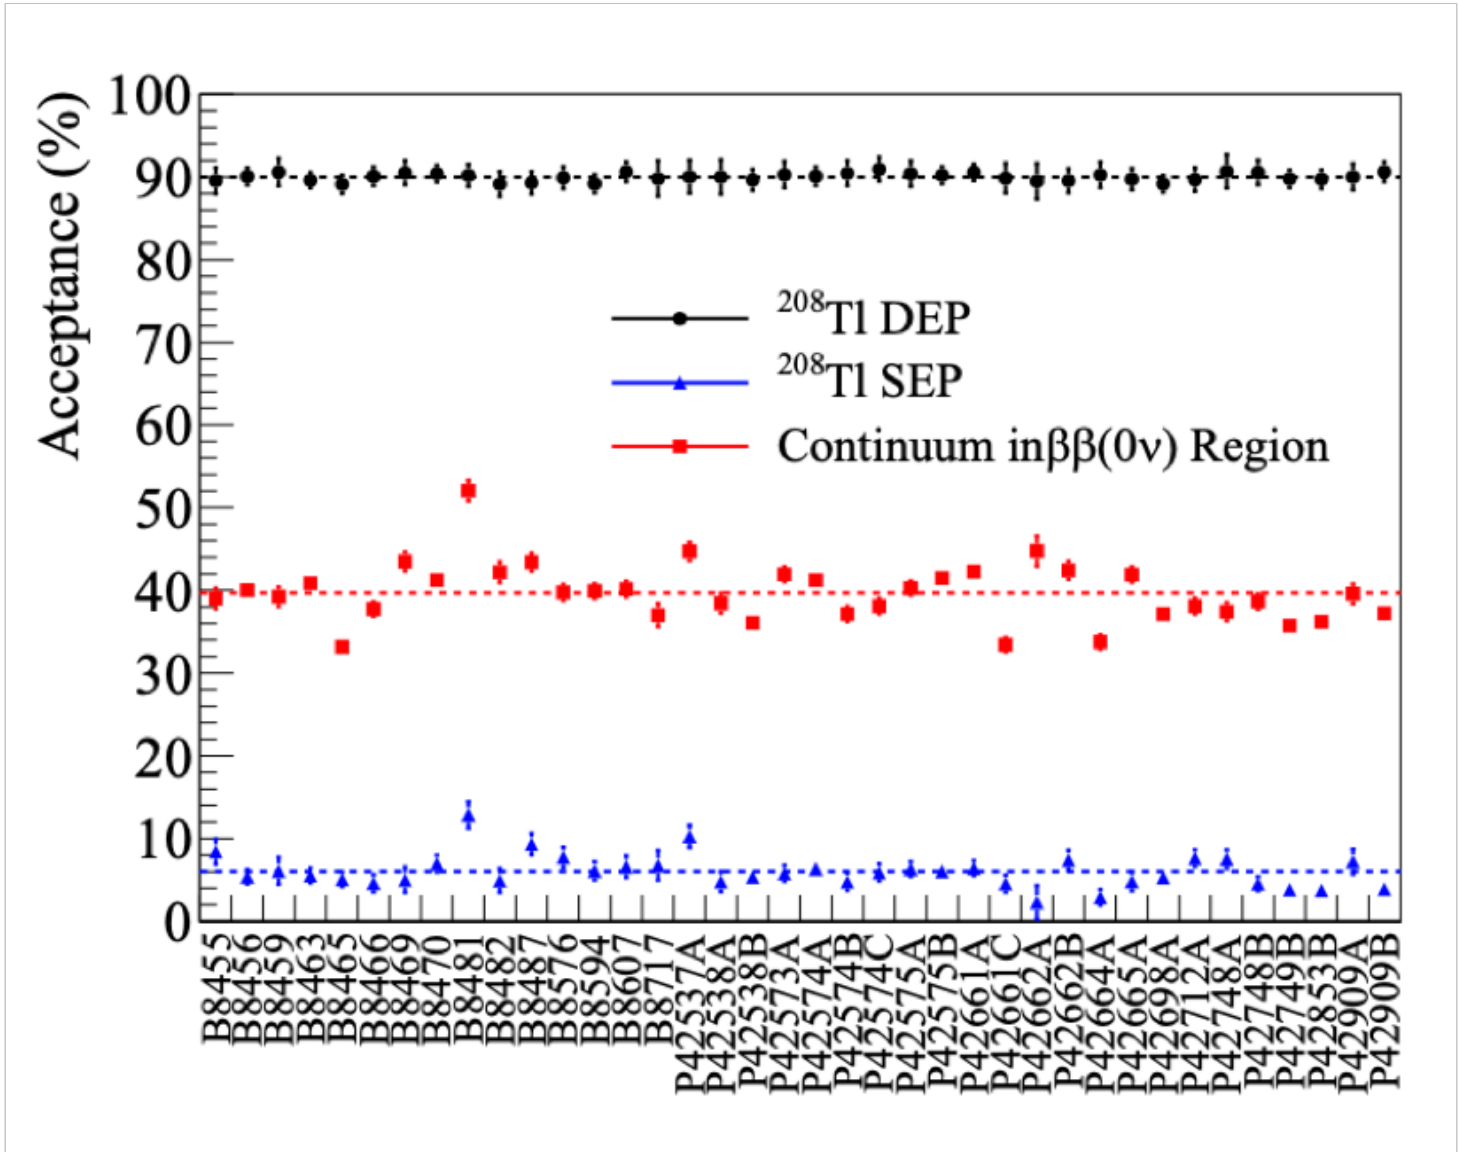 Acceptance (%)
100
90
80
70
60
50
40
30
20
10
0
²⁰⁸Tl DEP
²⁰⁸Tl SEP
Continuum inββ(0ν) Region
B8455
B8456
B8459
B8463
B8465
B8466
B8469
B8470
B8481
B8482
B8487
B8576
B8594
B8607
B8717
P42537A
P42538A
P42538B
P42573A
P42574A
P42574B
P42574C
P42575A
P42575B
P42661A
P42661C
P42662A
P42662B
P42664A
P42665A
P42698A
P42712A
P42748A
P42748B
P42749B
P42853B
P42909A
P42909B